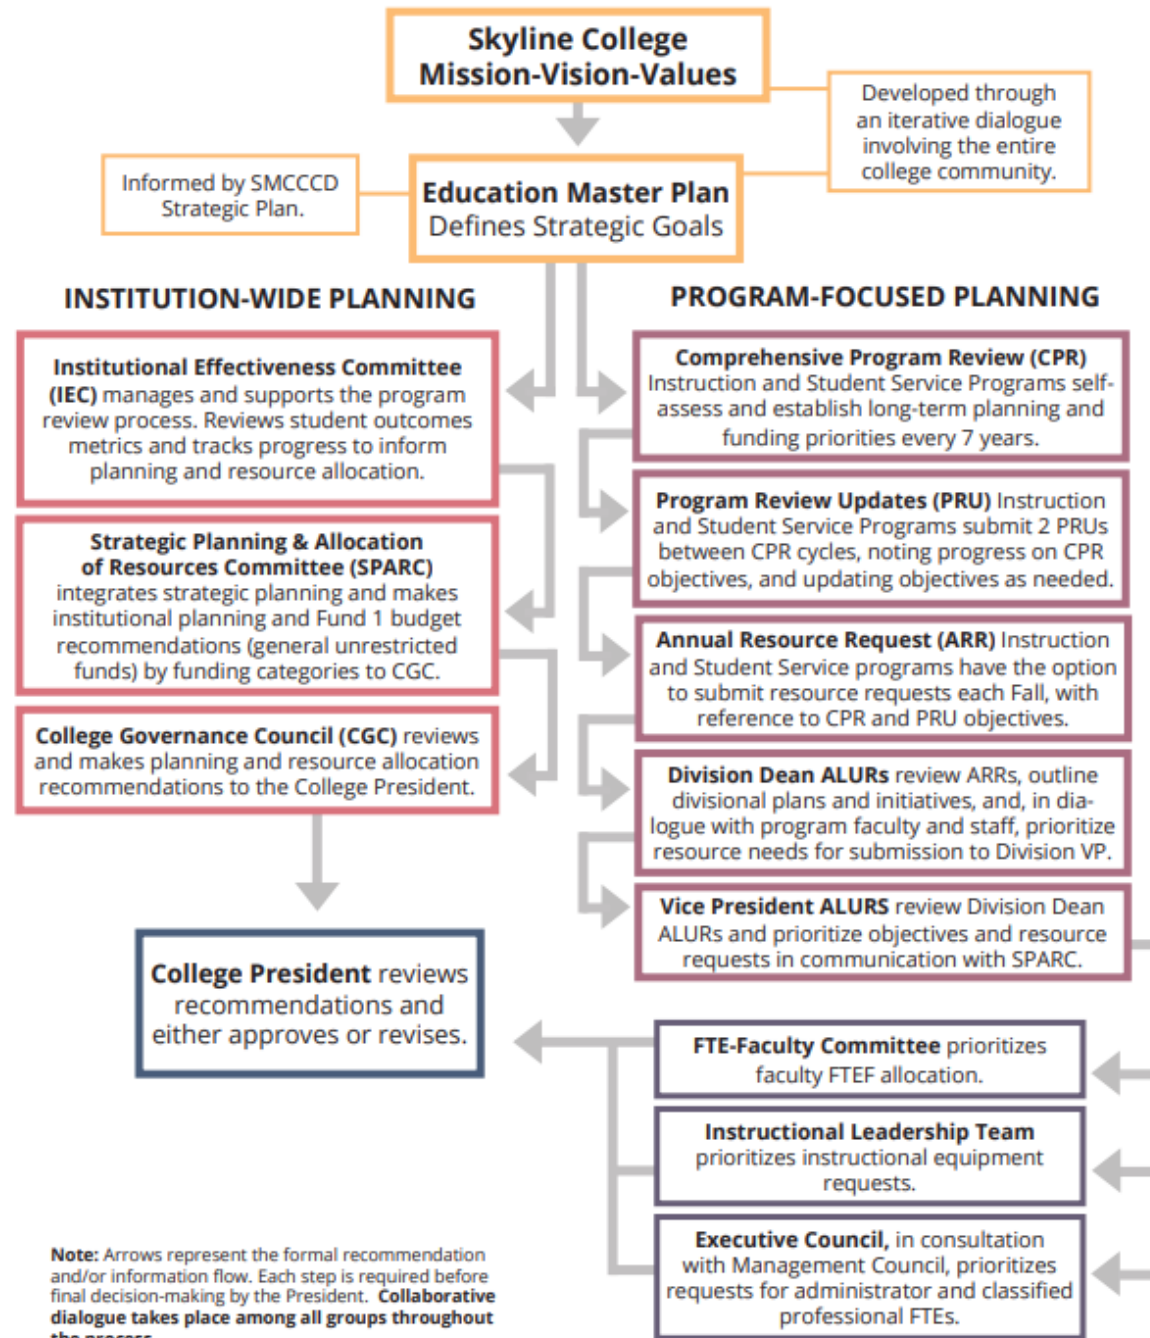 Skyline College
Mission-Vision-Values
Developed through
an iterative dialogue
involving the entire
college community.
Informed by SMCCCD
Strategic Plan.
Education Master Plan
Defines Strategic Goals
INSTITUTION-WIDE PLANNING
Institutional Effectiveness Committee
(IEC) manages and supports the program
review process. Reviews student outcomes
metrics and tracks progress to inform
planning and resource allocation.
Strategic Planning & Allocation
of Resources Committee (SPARC)
integrates strategic planning and makes
institutional planning and Fund 1 budget
recommendations (general unrestricted
funds) by funding categories to CGC.
College Governance Council (CGC) reviews
and makes planning and resource allocation
recommendations to the College President.
College President reviews
recommendations and
either approves or revises.
PROGRAM-FOCUSED PLANNING
Comprehensive Program Review (CPR)
Instruction and Student Service Programs self-
assess and establish long-term planning and
funding priorities every 7 years.
Program Review Updates (PRU) Instruction
and Student Service Programs submit 2 PRUs
between CPR cycles, noting progress on CPR
objectives, and updating objectives as needed.
Annual Resource Request (ARR) Instruction
and Student Service programs have the option
to submit resource requests each Fall, with
reference to CPR and PRU objectives.
Division Dean ALURs review ARRs, outline
divisional plans and initiatives, and, in dia-
logue with program faculty and staff, prioritize
resource needs for submission to Division VP.
Vice President ALURS review Division Dean
ALURs and prioritize objectives and resource
requests in communication with SPARC.
FTE-Faculty Committee prioritizes
faculty FTEF allocation.
Instructional Leadership Team
prioritizes instructional equipment
requests.
Executive Council, in consultation
with Management Council, prioritizes
requests for administrator and classified
professional FTEs.
Note: Arrows represent the formal recommendation
and/or information flow. Each step is required before
final decision-making by the President. Collaborative
dialogue takes place among all groups throughout
the process